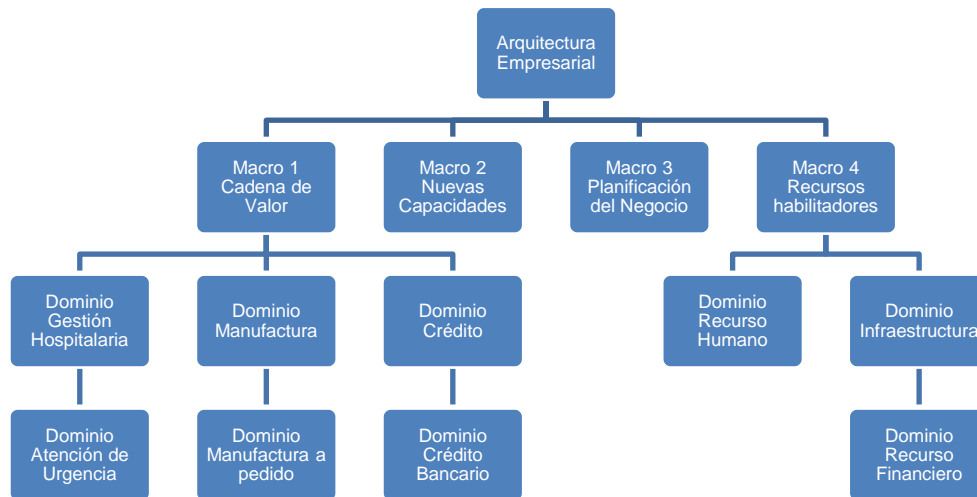 Arquitectura
Empresarial
Macro 1
Cadena de
Valor
Macro 2
Nuevas
Capacidades
Macro 3
Planificación
del Negocio
Macro 4
Recursos
habilitadores
Dominio
Gestión
Hospitalaria
Dominio
Manufactura
Dominio
Crédito
Dominio
Recurso
Humano
Dominio
Infraestructura
Dominio
Atención de
Urgencia
Dominio
Manufactura a
pedido
Dominio
Crédito
Bancario
Dominio
Recurso
Financiero